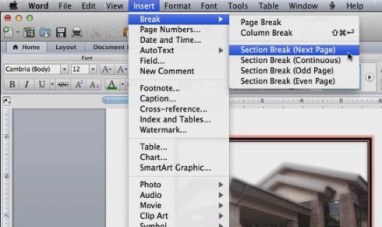 Word File Edit View Insert Format Font Tools Table Window Help
Home Layout Document
Font
Cambria (Body) 12 A A
B I U A
Break
Page Numbers...
Date and Time...
AutoText
Field...
New Comment
Footnote...
Caption...
Cross-reference...
Index and Tables...
Watermark...
Table...
Chart...
SmartArt Graphic...
Photo
Audio
Movie
Clip Art
Symbol
Page Break
Column Break ⇧⌘↩
Section Break (Next Page)
Section Break (Continuous)
Section Break (Odd Page)
Section Break (Even Page)